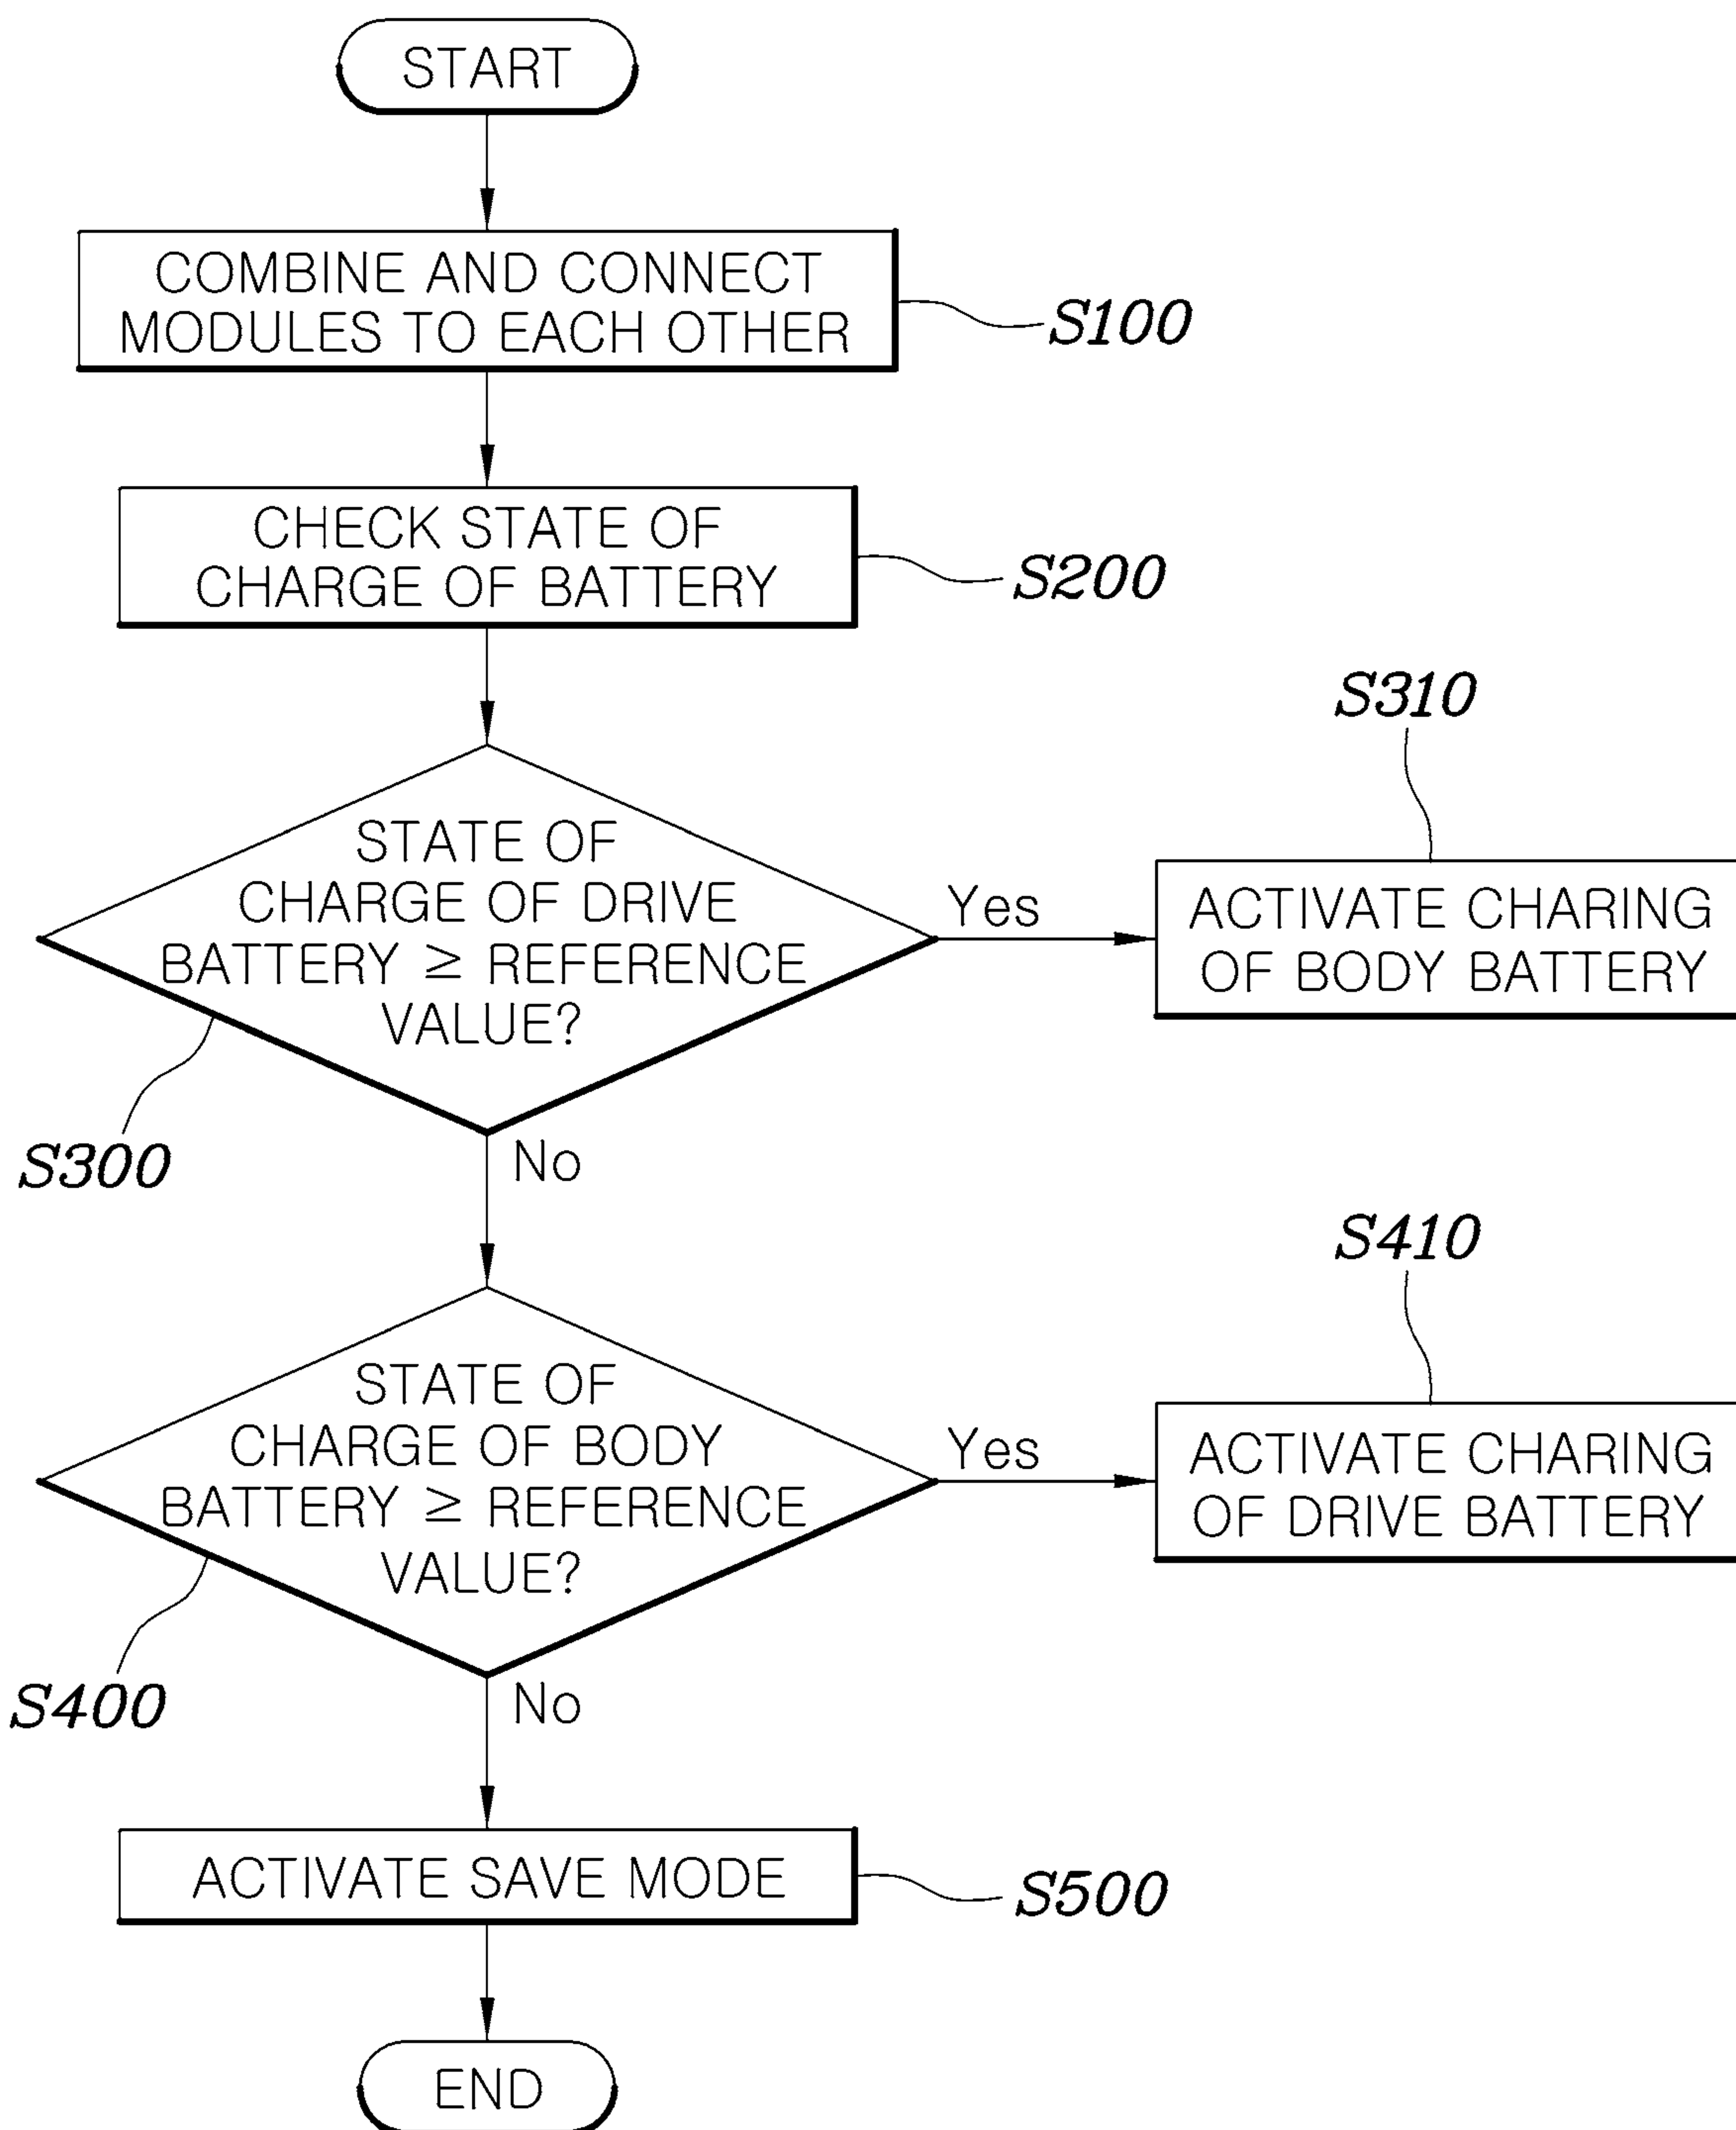 START
COMBINE AND CONNECT
MODULES TO EACH OTHER
S100
CHECK STATE OF
CHARGE OF BATTERY
S200
STATE OF
CHARGE OF DRIVE
BATTERY ≥ REFERENCE
VALUE?
S300
Yes
S310
ACTIVATE CHARING
OF BODY BATTERY
No
STATE OF
CHARGE OF BODY
BATTERY ≥ REFERENCE
VALUE?
S400
Yes
S410
ACTIVATE CHARING
OF DRIVE BATTERY
No
ACTIVATE SAVE MODE
S500
END